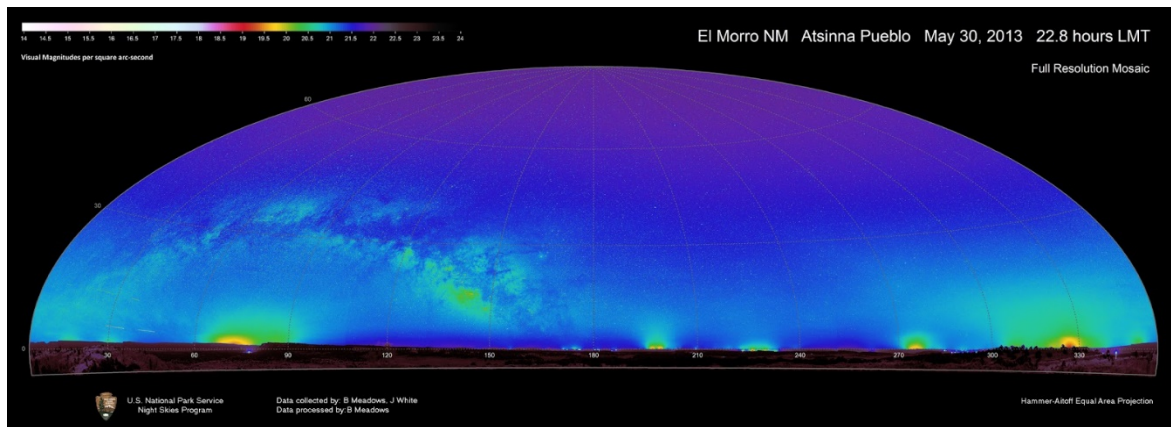 14 14.5 15 15.5 16 16.5 17 17.5 18 18.5 19 19.5 20 20.5 21 21.5 22 22.5 23 23.5 24
Visual Magnitudes per square arc-second
El Morro NM Atsinna Pueblo May 30, 2013 22.8 hours LMT
Full Resolution Mosaic
60
30
0
30 60 90 120 150 180 210 240 270 300 330
U.S. National Park Service
Night Skies Program
Data collected by: B Meadows, J White
Data processed by:B Meadows
Hammer-Aitoff Equal Area Projection